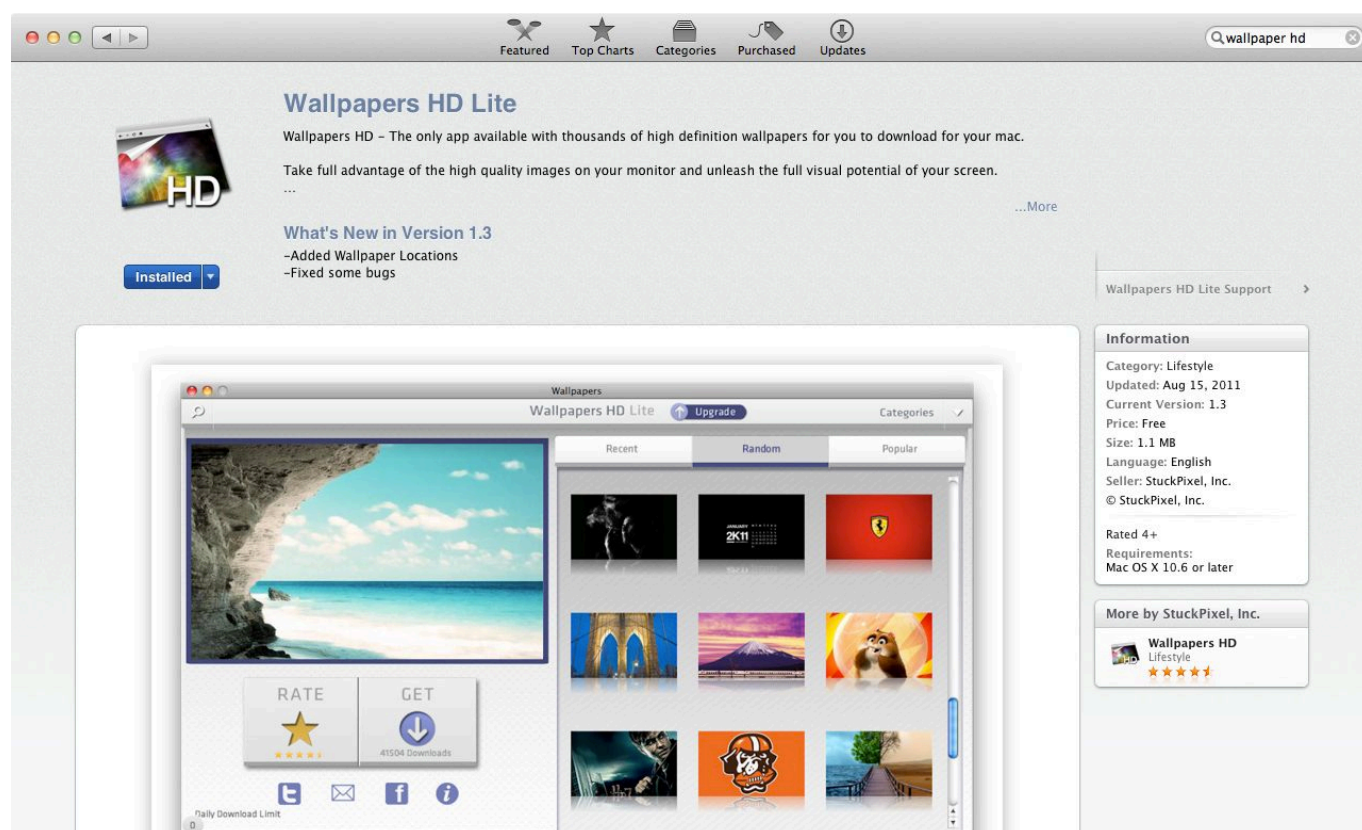 Featured
Top Charts
Categories
Purchased
Updates
wallpaper hd
Wallpapers HD Lite
Wallpapers HD – The only app available with thousands of high definition wallpapers for you to download for your mac.
Take full advantage of the high quality images on your monitor and unleash the full visual potential of your screen.
...
...More
What's New in Version 1.3
-Added Wallpaper Locations
-Fixed some bugs
HD
Installed
Wallpapers HD Lite Support
Information
Category: Lifestyle
Updated: Aug 15, 2011
Current Version: 1.3
Price: Free
Size: 1.1 MB
Language: English
Seller: StuckPixel, Inc.
© StuckPixel, Inc.
Rated 4+
Requirements:
Mac OS X 10.6 or later
More by StuckPixel, Inc.
Wallpapers HD
Lifestyle
HD
Wallpapers
Wallpapers HD Lite
Upgrade
Categories
Recent
Random
Popular
JANUARY
2K11
RATE
GET
41504 Downloads
Daily Download Limit
0